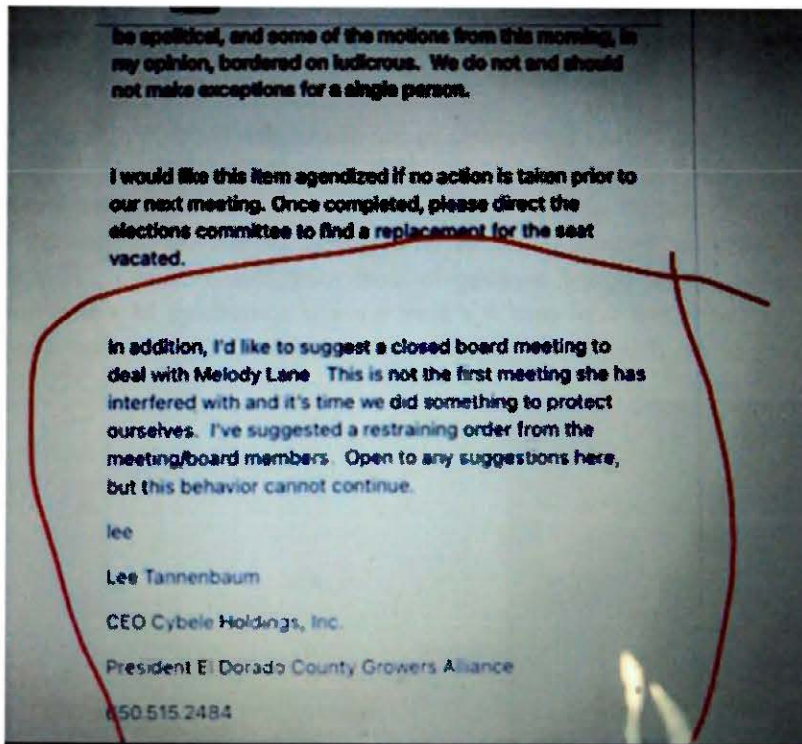 be apolitical, and some of the motions from this morning, in
my opinion, bordered on ludicrous. We do not and should
not make exceptions for a single person.
I would like this item agendized if no action is taken prior to
our next meeting. Once completed, please direct the
elections committee to find a replacement for the seat
vacated.
In addition, I'd like to suggest a closed board meeting to
deal with Melody Lane This is not the first meeting she has
interfered with and it's time we did something to protect
ourselves. I've suggested a restraining order from the
meeting/board members. Open to any suggestions here,
but this behavior cannot continue.
lee
Lee Tannenbaum
CEO Cybele Holdings, Inc.
President El Dorado County Growers Alliance
650.515.2484